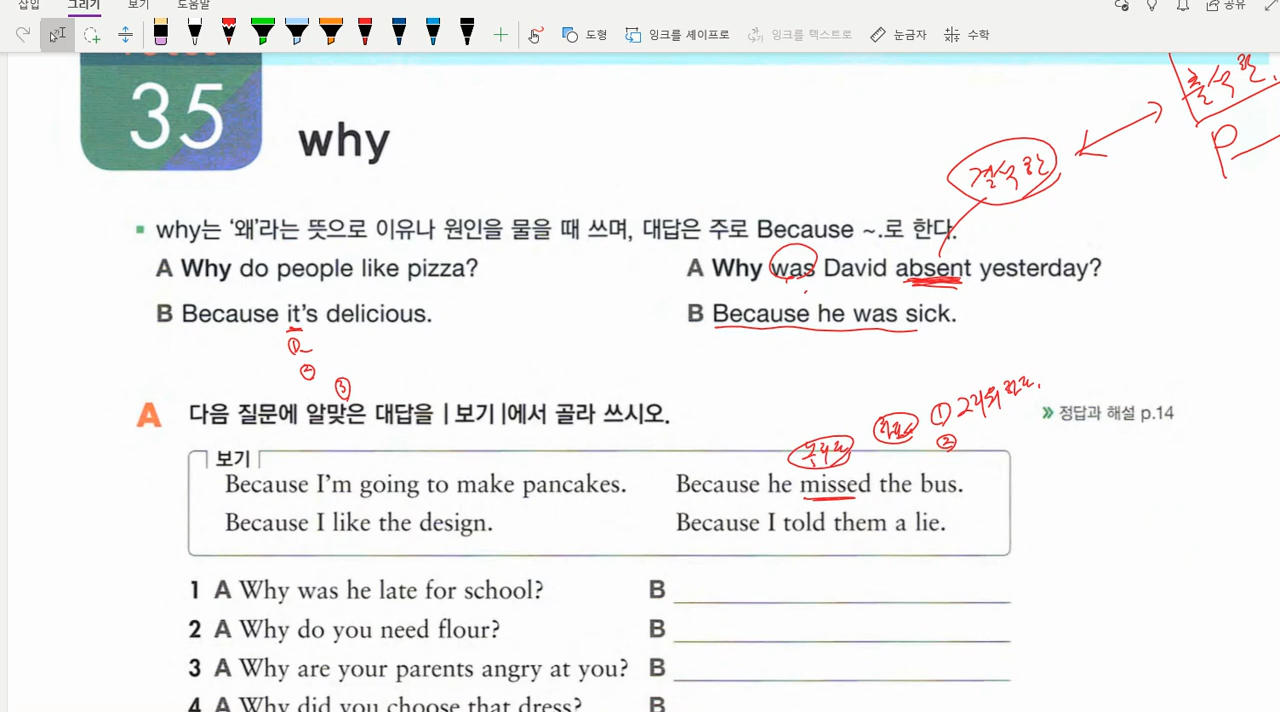 삽입 그리기 보기 도움말
공유
도형 잉크를 셰이프로 잉크를 텍스트로 눈금자 수학
35 why
출석한
P
결석한
why는 ‘왜’라는 뜻으로 이유나 원인을 물을 때 쓰며, 대답은 주로 Because ~.로 한다.
A Why do people like pizza?
B Because it's delicious.
A Why was David absent yesterday?
B Because he was sick.
①
②
③
A 다음 질문에 알맞은 대답을 |보기|에서 골라 쓰시오.
» 정답과 해설 p.14
①
②
보기
Because I'm going to make pancakes.
Because he missed the bus.
Because I like the design.
Because I told them a lie.
1 A Why was he late for school? B
2 A Why do you need flour? B
3 A Why are your parents angry at you? B
4 A Why did you choose that dress? B